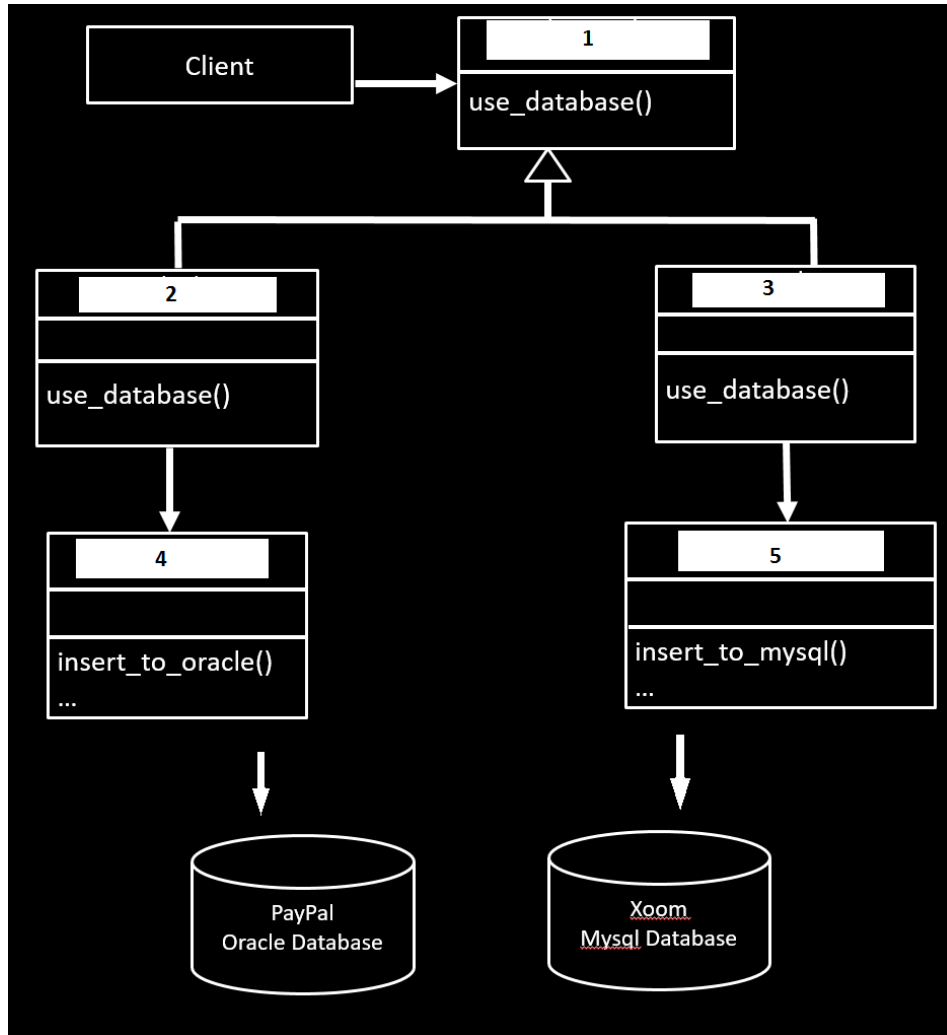 Client
1
use_database()
2
3
use_database()
use_database()
4
5
insert_to_oracle()
...
insert_to_mysql()
...
PayPal
Oracle Database
Xoom
Mysql Database